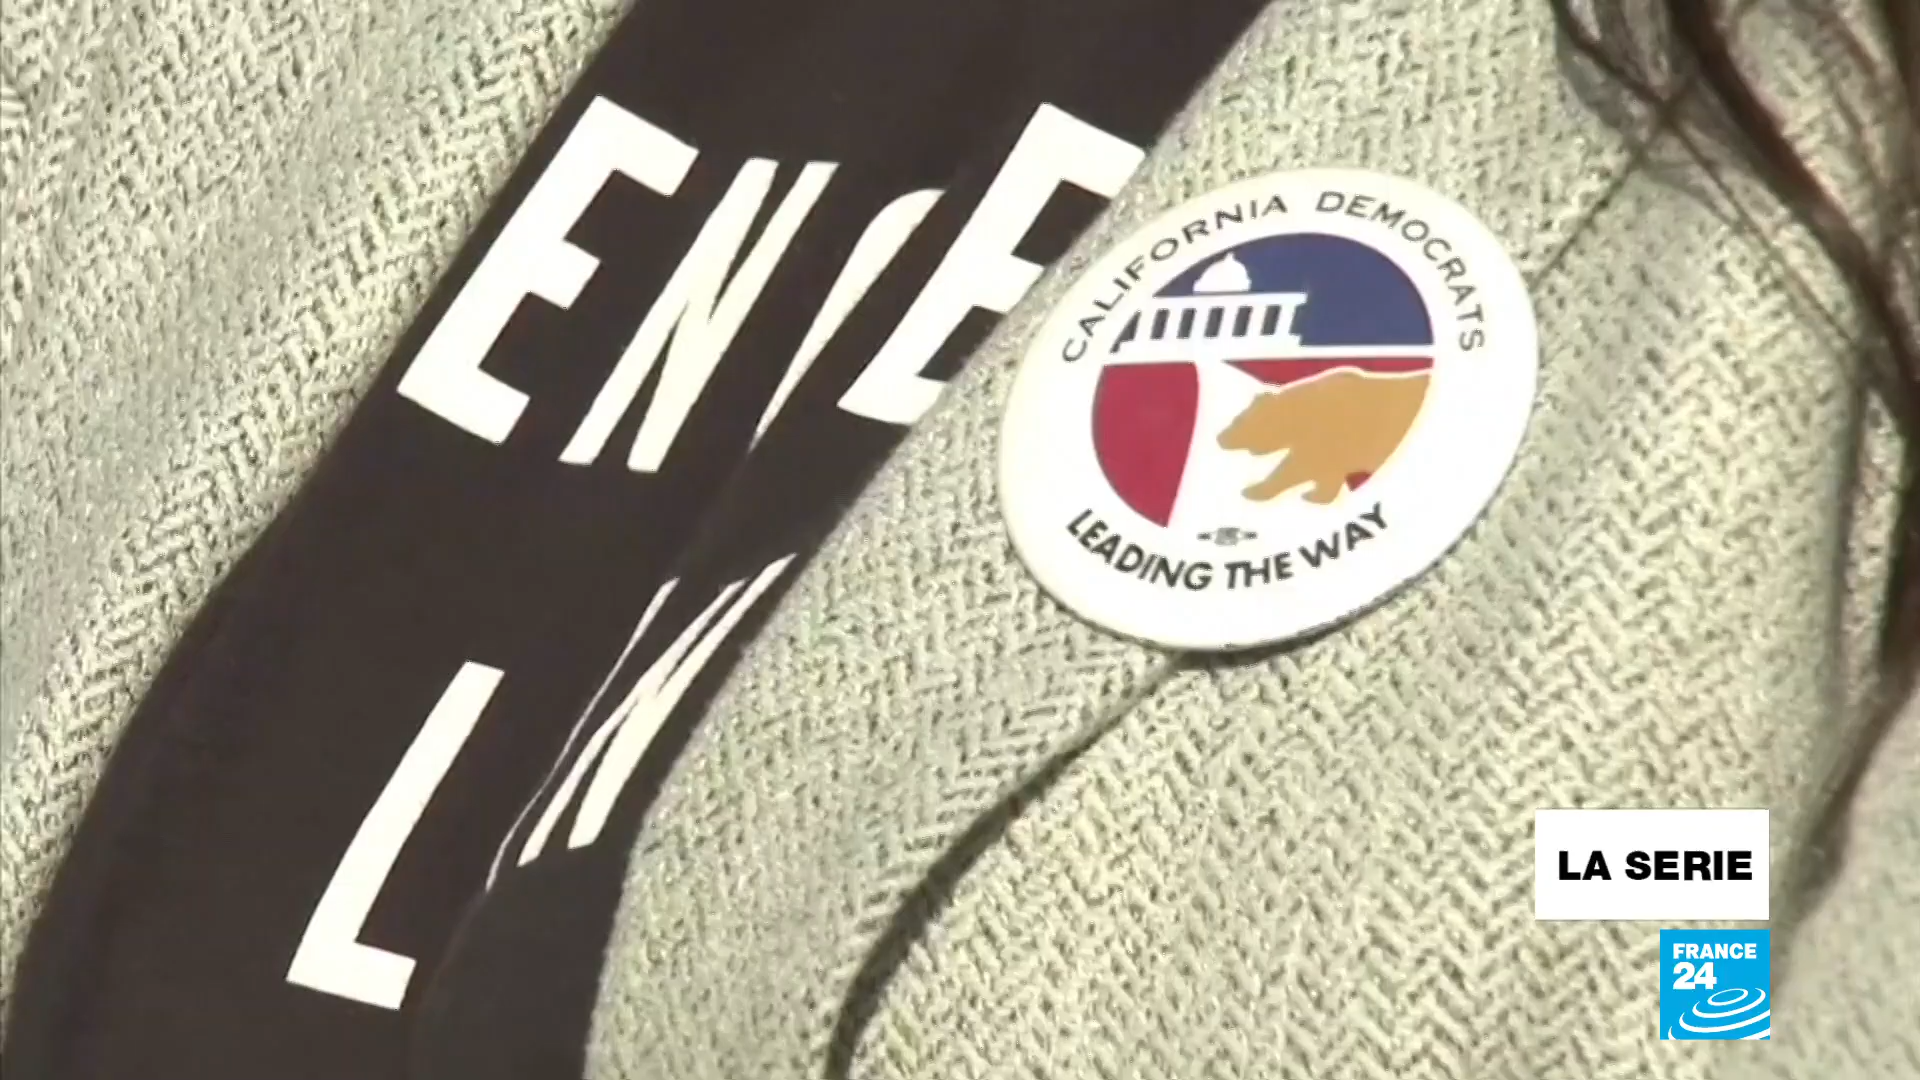 CALIFORNIA DEMOCRATS
LEADING THE WAY
LA SERIE
FRANCE
24